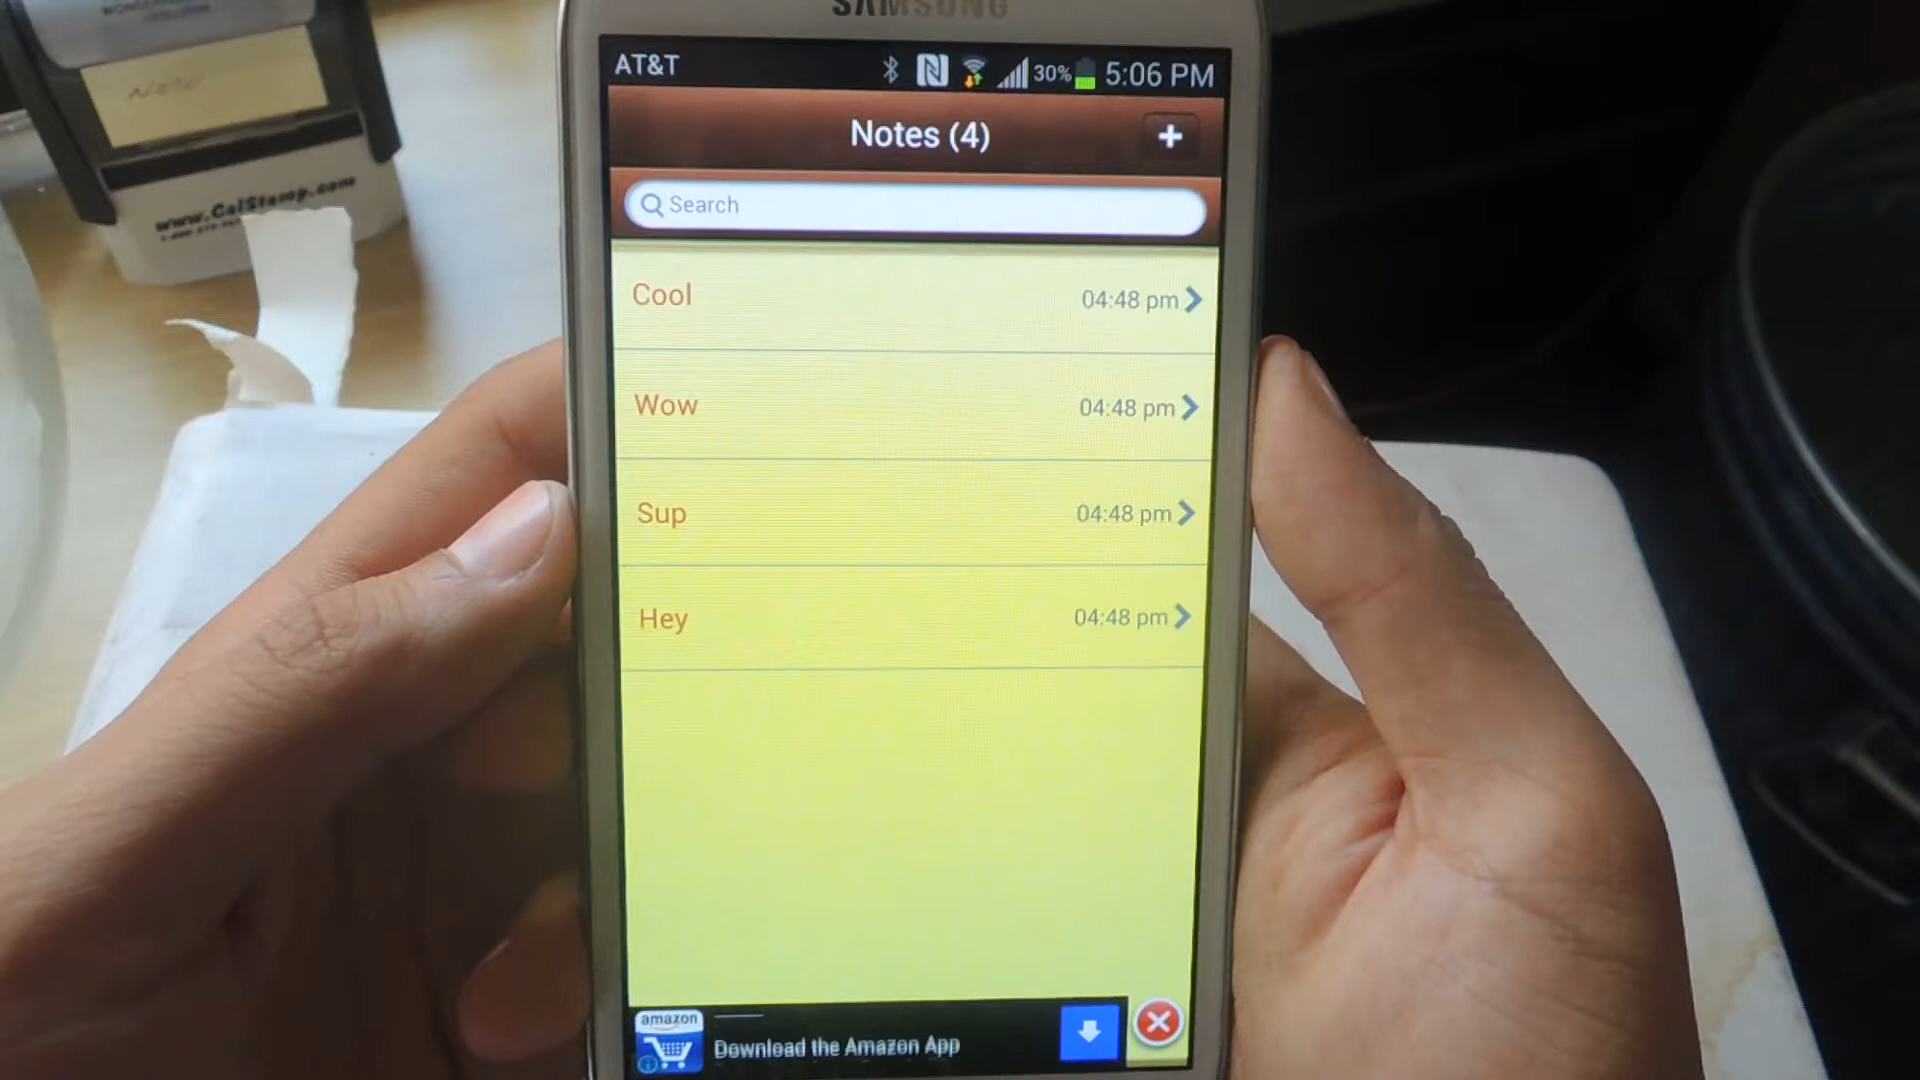 SAMSUNG
AT&T 30% 5:06 PM
Notes (4)
+
Search
Cool 04:48 pm
Wow 04:48 pm
Sup 04:48 pm
Hey 04:48 pm
amazon
Download the Amazon App
www.CalStamp.com